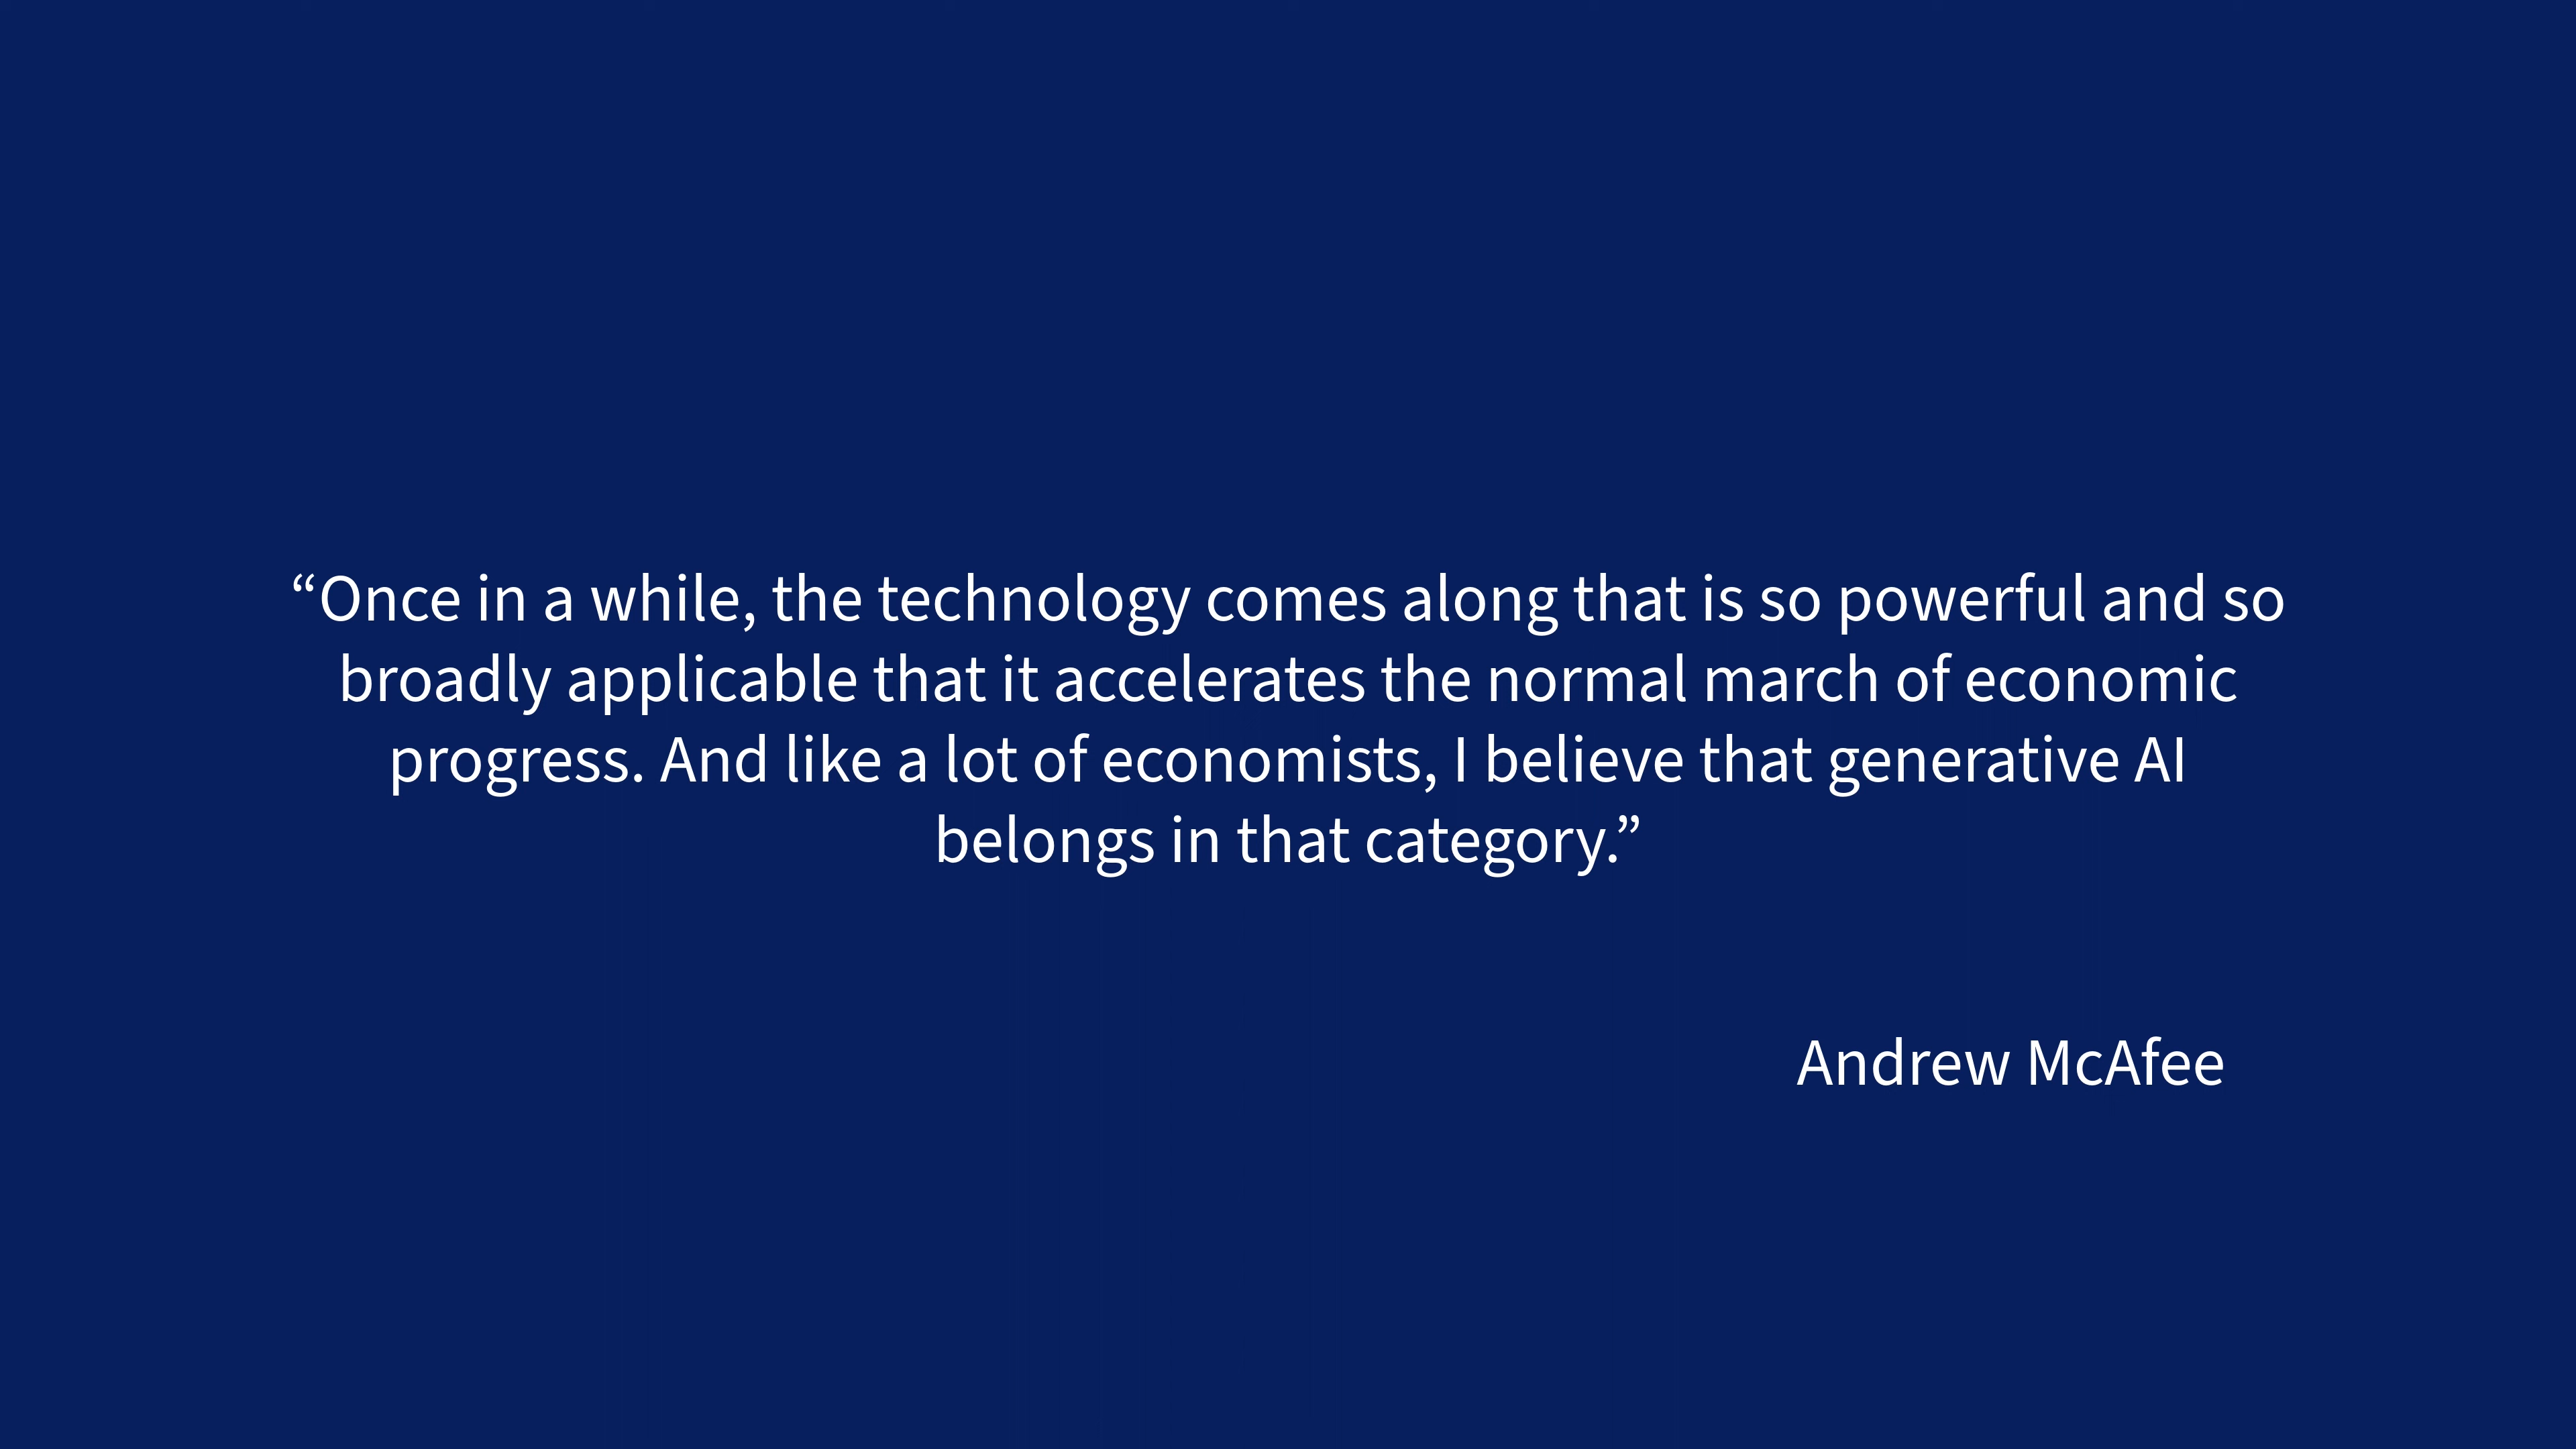 “Once in a while, the technology comes along that is so powerful and so
broadly applicable that it accelerates the normal march of economic
progress. And like a lot of economists, I believe that generative AI
belongs in that category.”
Andrew McAfee